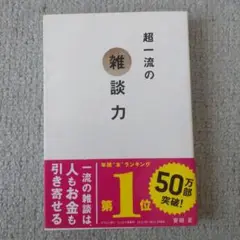 超一流の
雑談力
一流の雑談は、
人もお金も
引き寄せる
年間“本”ランキング
第1位
50万部
突破!
安田 正